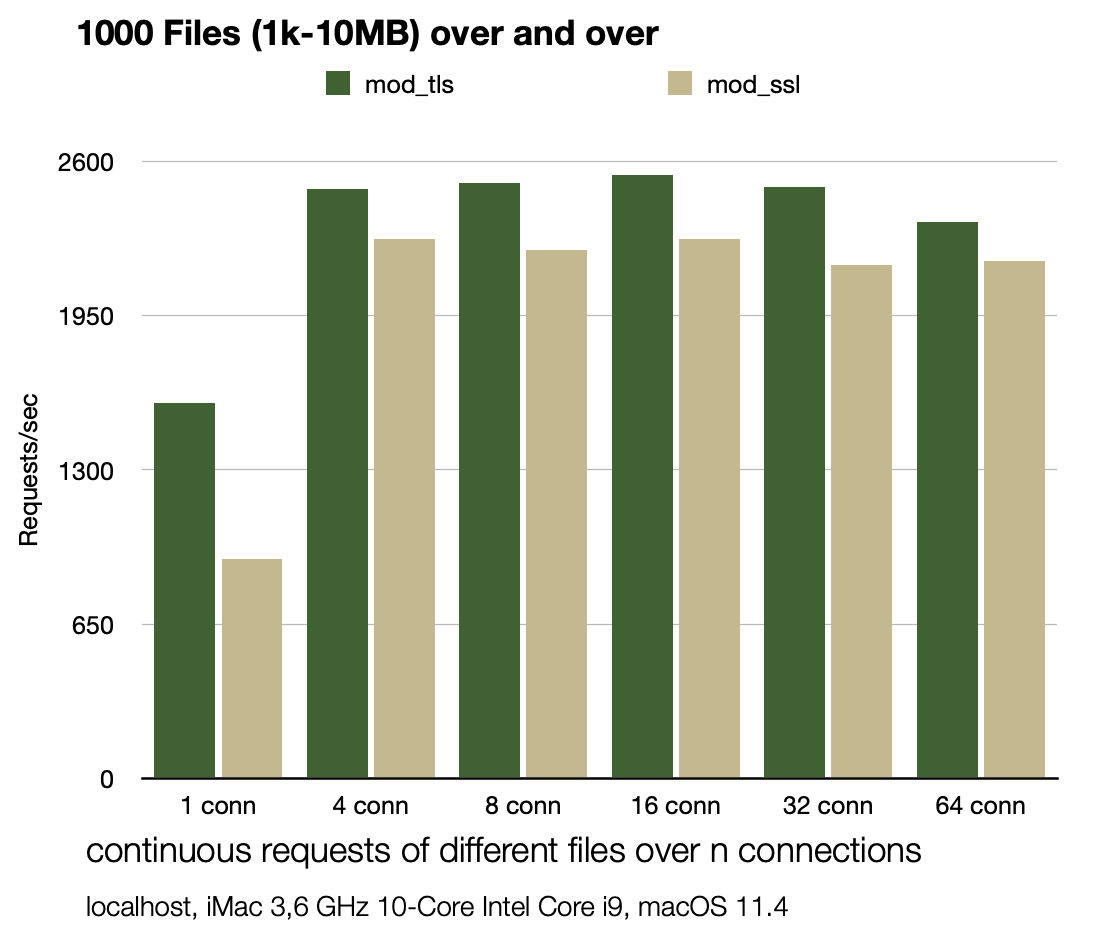 1000 Files (1k-10MB) over and over
mod_tls
mod_ssl
2600
1950
1300
650
0
Requests/sec
1 conn
4 conn
8 conn
16 conn
32 conn
64 conn
continuous requests of different files over n connections
localhost, iMac 3,6 GHz 10-Core Intel Core i9, macOS 11.4